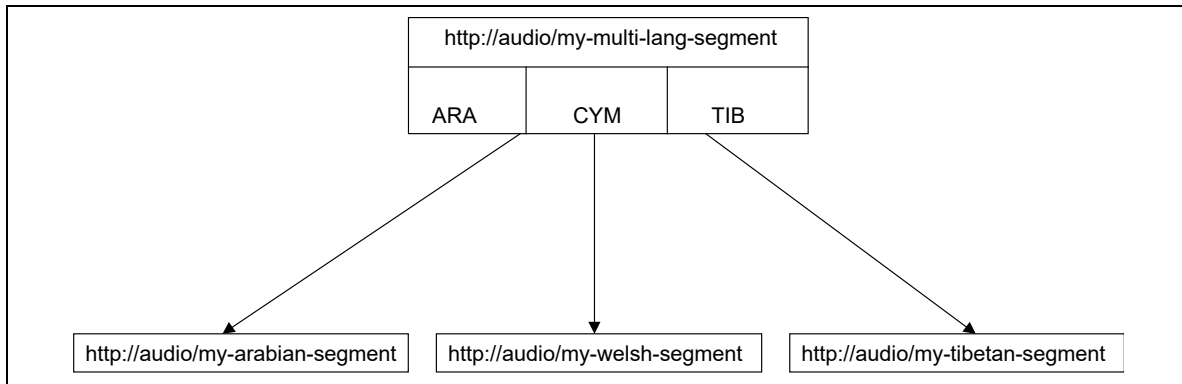 http://audio/my-multi-lang-segment
ARA CYM TIB
http://audio/my-arabian-segment http://audio/my-welsh-segment http://audio/my-tibetan-segment